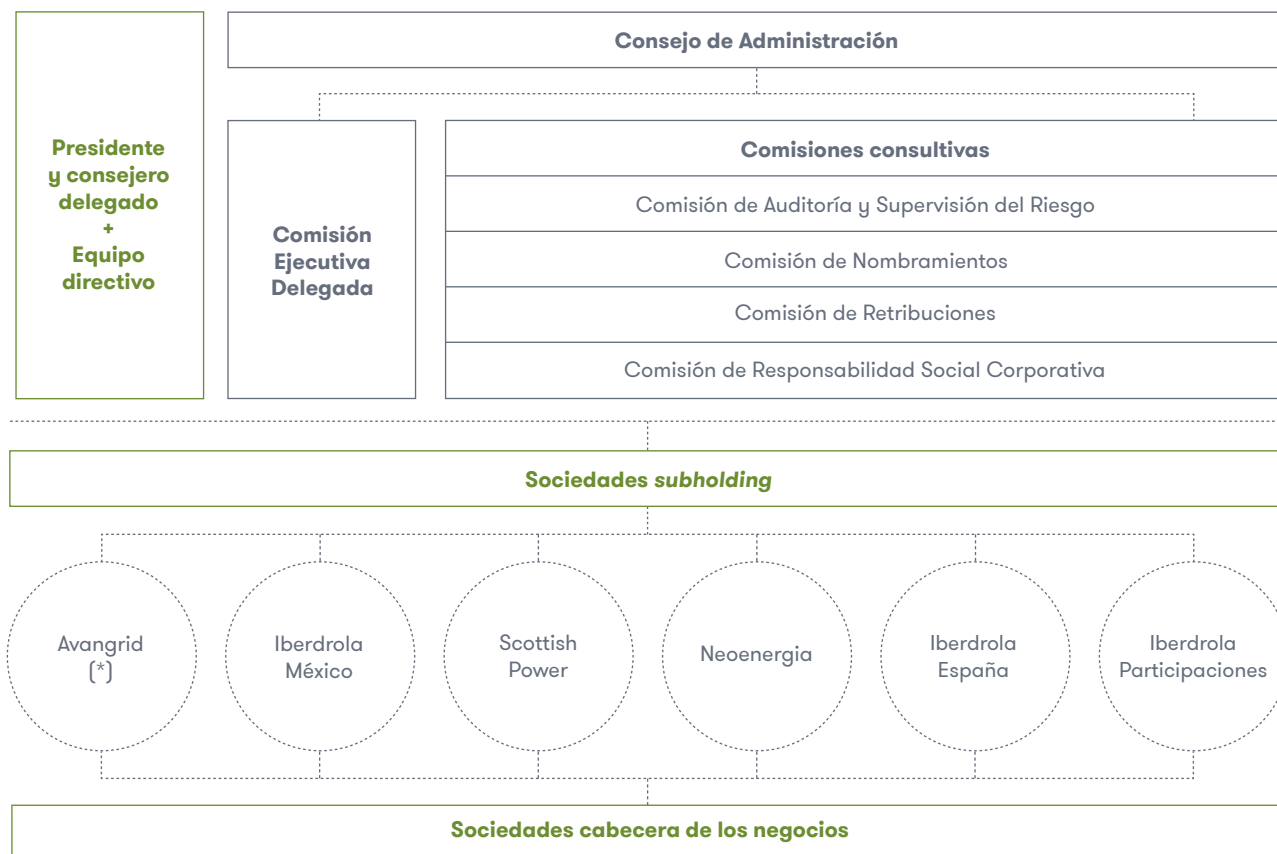 Consejo de Administración
Presidente
y consejero
delegado
+
Equipo
directivo
Comisión
Ejecutiva
Delegada
Comisiones consultivas
Comisión de Auditoría y Supervisión del Riesgo
Comisión de Nombramientos
Comisión de Retribuciones
Comisión de Responsabilidad Social Corporativa
Sociedades subholding
Avangrid
(*)
Iberdrola
México
Scottish
Power
Neoenergia
Iberdrola
España
Iberdrola
Participaciones
Sociedades cabecera de los negocios